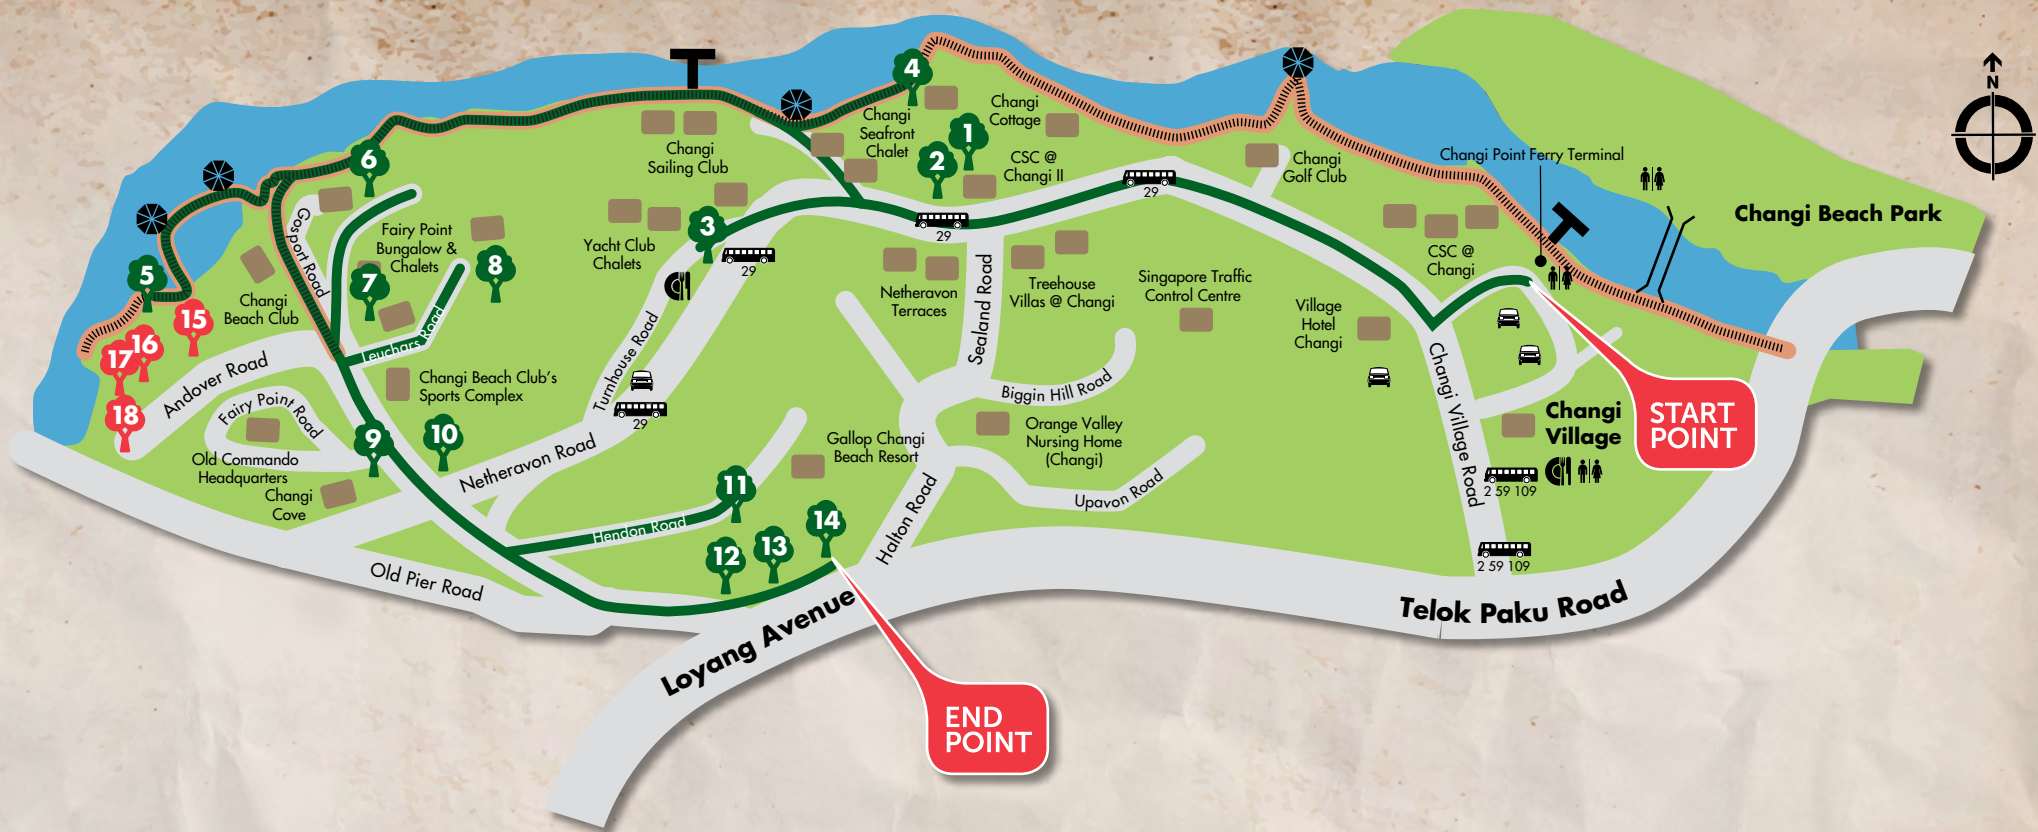 N
4
Changi
Cottage
1
Changi
Seafront
Chalet
2
CSC @
Changi II
Changi
Sailing Club
6
Changi
Golf Club
Changi Point Ferry Terminal
Changi Beach Park
29
29
3
29
Yacht Club
Chalets
CSC @
Changi
Gosport Road
Fairy Point
Bungalow &
Chalets
8
7
5
Changi
Beach Club
15
16
17
18
Leuchars Road
Andover Road
Netheravon
Terraces
Sealand Road
Treehouse
Villas @ Changi
Singapore Traffic
Control Centre
Village
Hotel
Changi
Turnhouse Road
29
Changi Beach Club's
Sports Complex
Fairy Point Road
Old Commando
Headquarters
Changi
Cove
9
10
Netheravon Road
Biggin Hill Road
Orange Valley
Nursing Home
(Changi)
Gallop Changi
Beach Resort
Upavon Road
Halton Road
Changi Village Road
Changi
Village
START
POINT
2 59 109
2 59 109
11
Hendon Road
12
13
14
Old Pier Road
Loyang Avenue
Telok Paku Road
END
POINT